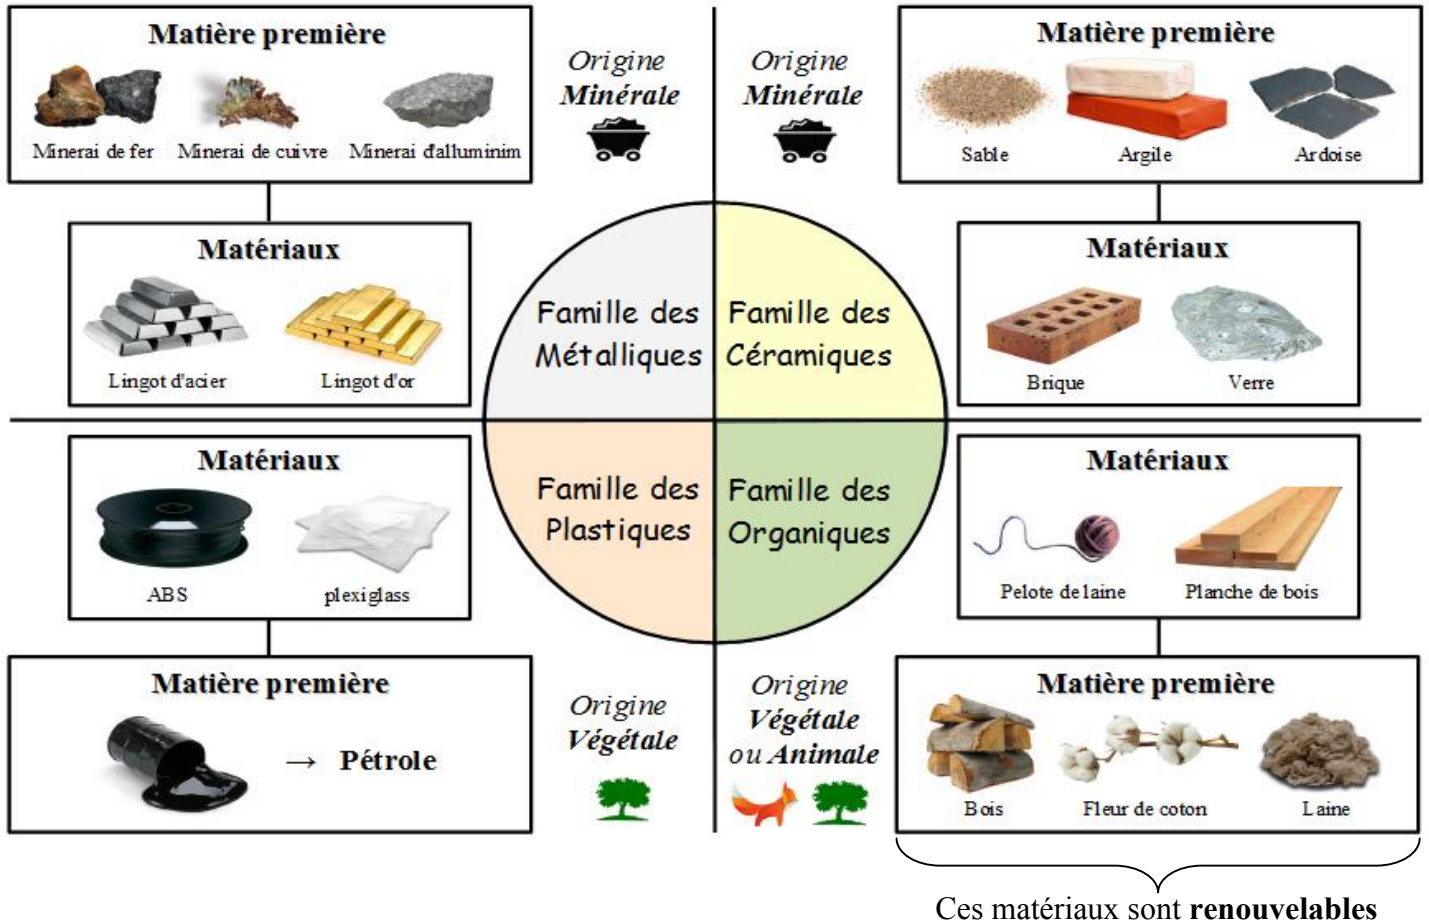 Matière première
Minerai de fer
Minerai de cuivre
Minerai d'alluminim
Origine
Minérale
Origine
Minérale
Matière première
Sable
Argile
Ardoise
Matériaux
Lingot d'acier
Lingot d'or
Famille des
Métalliques
Famille des
Céramiques
Matériaux
Brique
Verre
Matériaux
ABS
plexiglass
Famille des
Plastiques
Famille des
Organiques
Matériaux
Pelote de laine
Planche de bois
Matière première
→ Pétrole
Origine
Végétale
Origine
Végétale
ou Animale
Matière première
Bois
Fleur de coton
Laine
Ces matériaux sont renouvelables